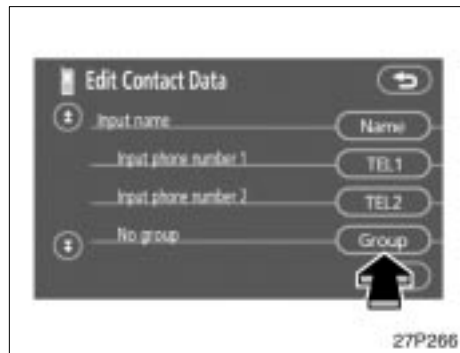 Edit Contact Data
Input name Name
Input phone number 1 TEL1
Input phone number 2 TEL2
No group Group
27P266